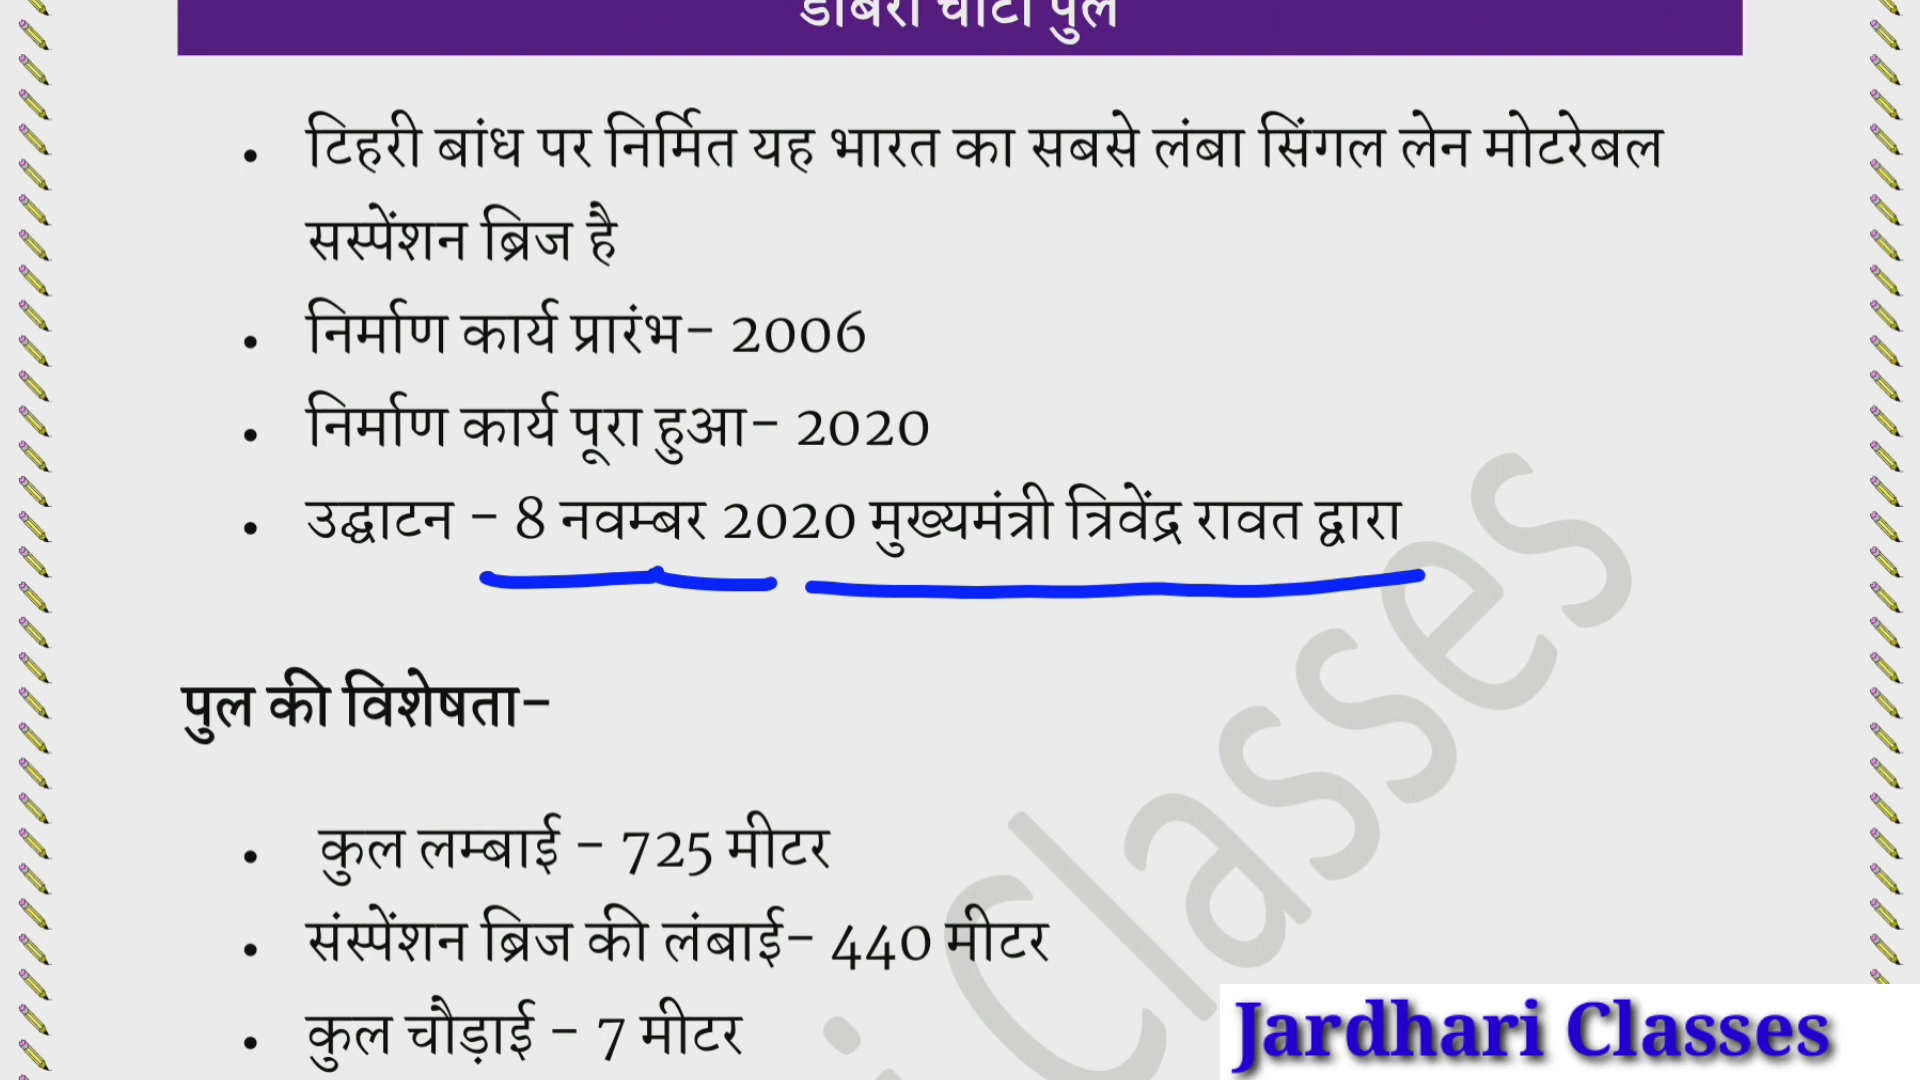 डोबरा चांठी पुल
• टिहरी बांध पर निर्मित यह भारत का सबसे लंबा सिंगल लेन मोटरेबल
सस्पेंशन ब्रिज है
• निर्माण कार्य प्रारंभ- 2006
• निर्माण कार्य पूरा हुआ- 2020
• उद्घाटन - 8 नवम्बर 2020 मुख्यमंत्री त्रिवेंद्र रावत द्वारा
पुल की विशेषता-
• कुल लम्बाई - 725 मीटर
• संस्पेंशन ब्रिज की लंबाई- 440 मीटर
• कुल चौड़ाई - 7 मीटर
Classes
Jardhari Classes